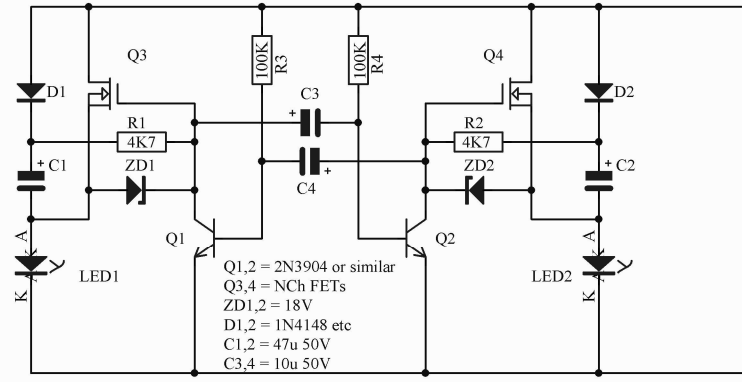 Q3
100K
R3
100K
R4
Q4
D1
C3
+
D2
R1
4K7
R2
4K7
+
C1
ZD1
C4
+
ZD2
+
C2
A
Q1
Q2
A
K
A
K
LED1
LED2
K
A
K
Q1,2 = 2N3904 or similar
Q3,4 = NCh FETs
ZD1,2 = 18V
D1,2 = 1N4148 etc
C1,2 = 47u 50V
C3,4 = 10u 50V